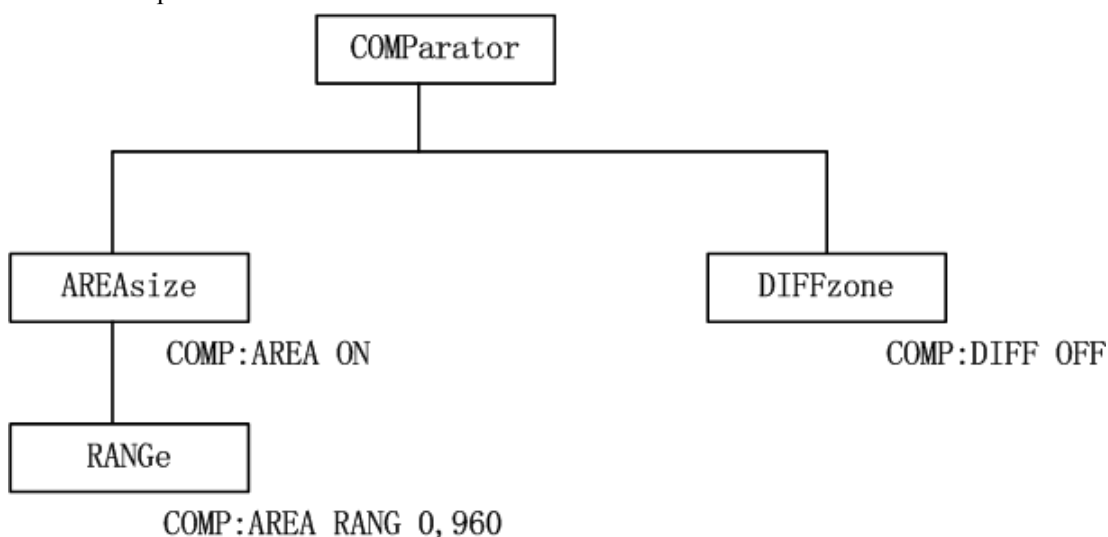 COMParator
AREAsize
DIFFzone
COMP:AREA ON
COMP:DIFF OFF
RANGe
COMP:AREA RANG 0,960